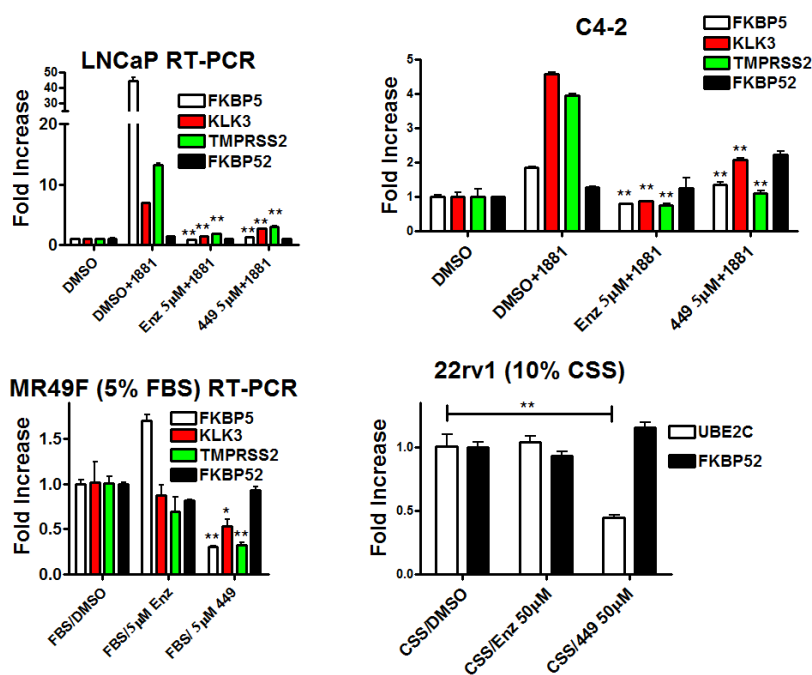 LNCaP RT-PCR
Fold Increase
50
40
30
20
20
10
0
FKBP5
KLK3
TMPRSS2
FKBP52
** ** **
** ** **
DMSO
DMSO+1881
Enz 5µM+1881
449 5µM+1881
C4-2
Fold Increase
5
4
3
2
1
0
FKBP5
KLK3
TMPRSS2
FKBP52
** ** **
** ** **
DMSO
DMSO+1881
Enz 5µM+1881
449 5µM+1881
MR49F (5% FBS) RT-PCR
Fold Increase
1.5
1.0
0.5
0.0
FKBP5
KLK3
TMPRSS2
FKBP52
** * **
FBS/DMSO
FBS/5µM Enz
FBS/ 5µM 449
22rv1 (10% CSS)
Fold Increase
1.0
0.5
0.0
**
UBE2C
FKBP52
CSS/DMSO
CSS/Enz 50µM
CSS/449 50µM